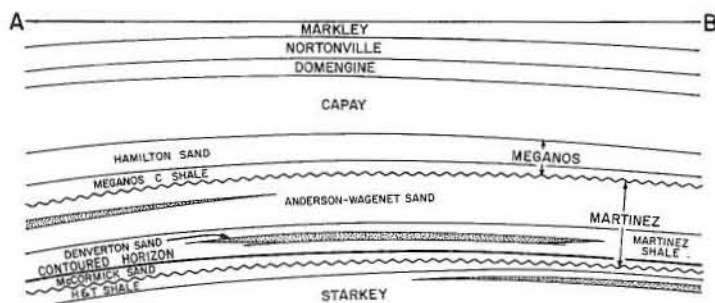 A B
MARKLEY
NORTONVILLE
DOMENGINE
CAPAY
HAMILTON SAND
MEGANOS
MEGANOS C SHALE
ANDERSON-WAGENET SAND
MARTINEZ
DENVERTON SAND
MARTINEZ
SHALE
CONTOURED HORIZON
McCORMICK SAND
H&T SHALE
STARKEY